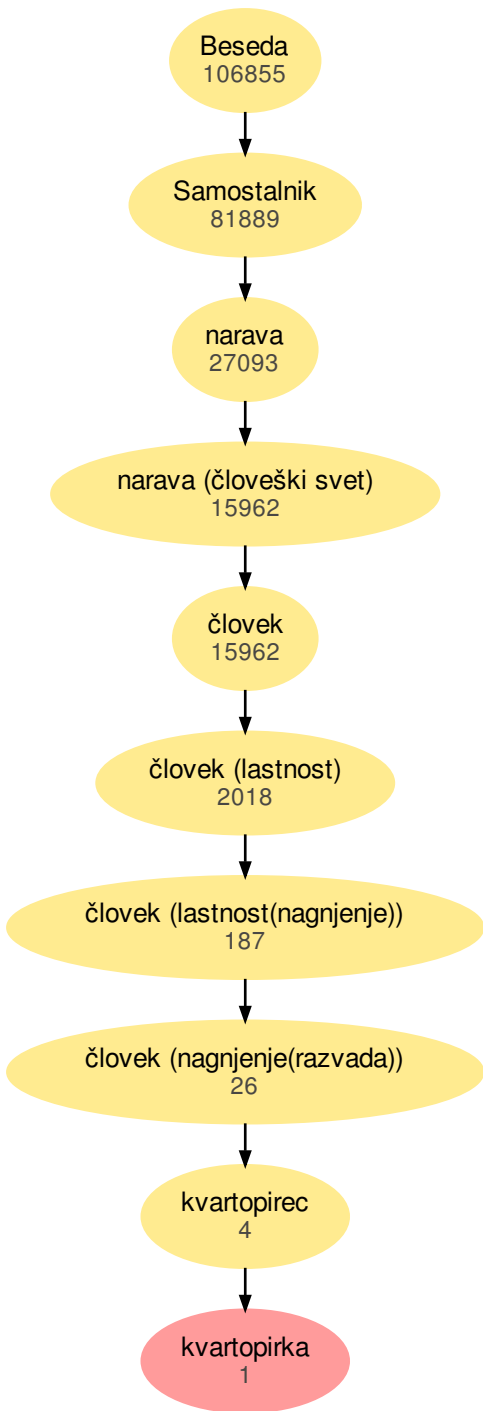 Beseda
106855
Samostalnik
81889
narava
27093
narava (človeški svet)
15962
človek
15962
človek (lastnost)
2018
človek (lastnost(nagnjenje))
187
človek (nagnjenje(razvada))
26
kvartopirec
4
kvartopirka
1